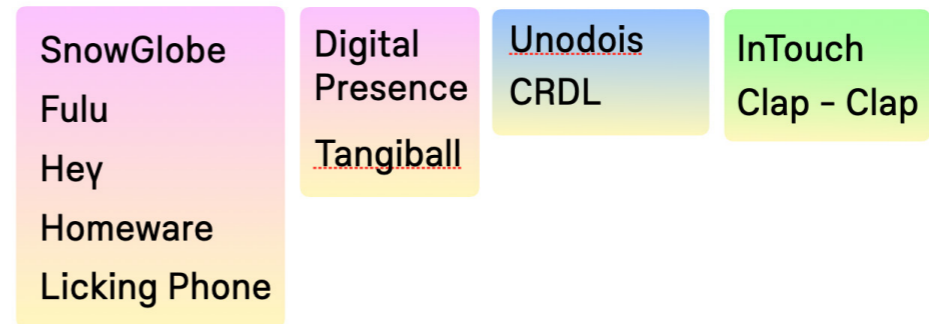 SnowGlobe
Fulu
Hey
Homeware
Licking Phone
Digital
Presence
Tangiball
Unodois
CRDL
InTouch
Clap - Clap